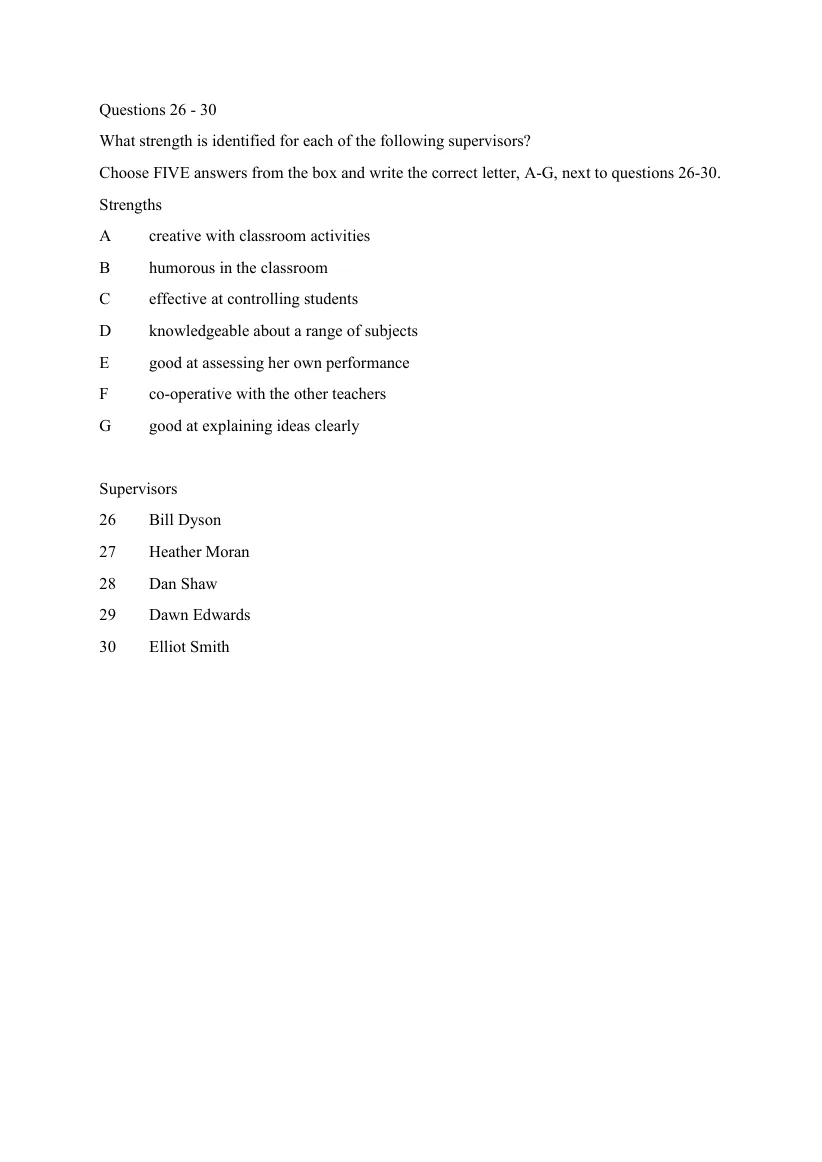 Questions 26 - 30
What strength is identified for each of the following supervisors?
Choose FIVE answers from the box and write the correct letter, A-G, next to questions 26-30.
Strengths
A creative with classroom activities
B humorous in the classroom
C effective at controlling students
D knowledgeable about a range of subjects
E good at assessing her own performance
F co-operative with the other teachers
G good at explaining ideas clearly
Supervisors
26 Bill Dyson
27 Heather Moran
28 Dan Shaw
29 Dawn Edwards
30 Elliot Smith